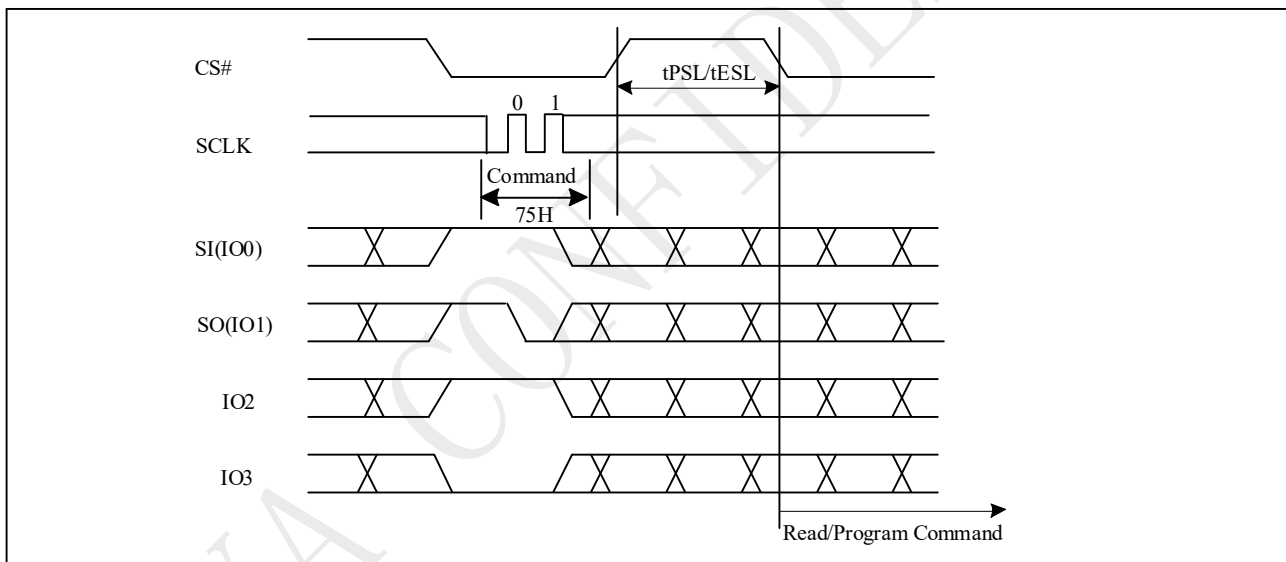 CS#
tPSL/tESL
0 1
SCLK
Command
75H
SI(IO0)
SO(IO1)
IO2
IO3
Read/Program Command